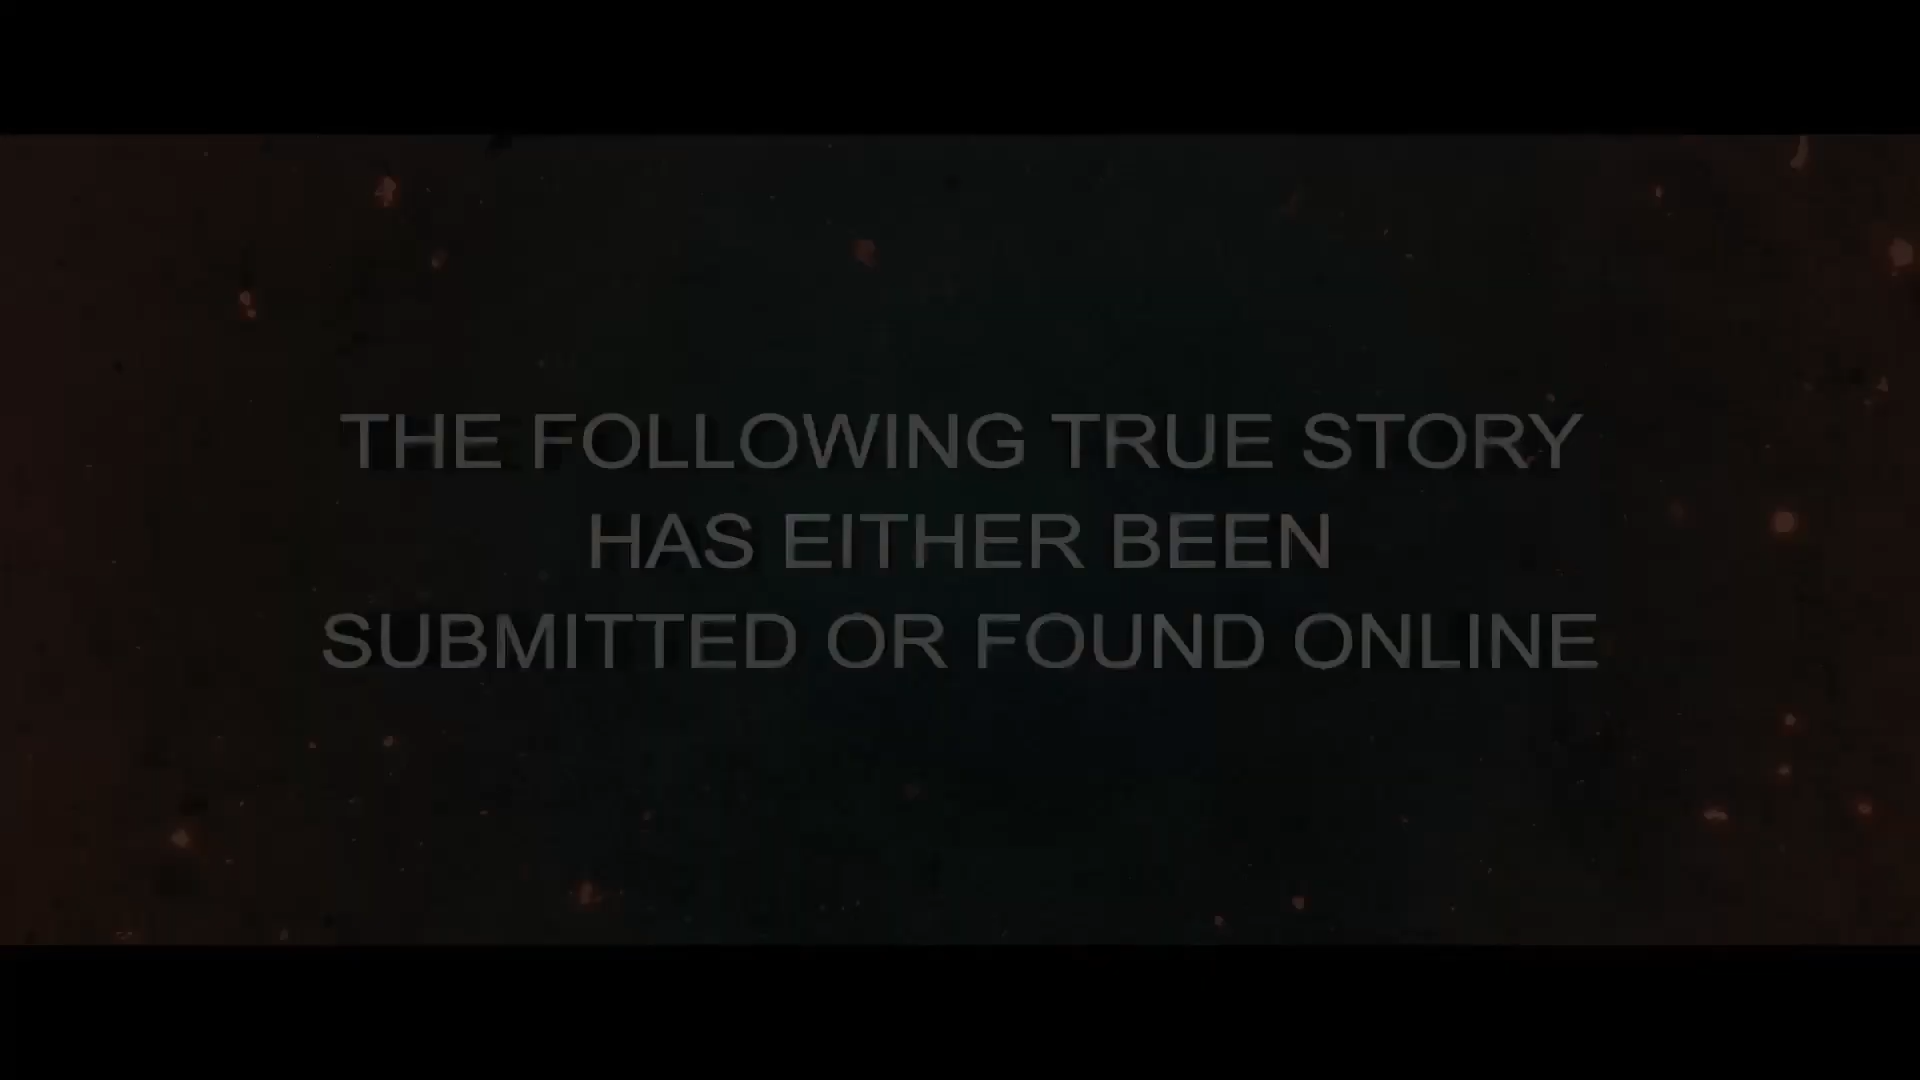 THE FOLLOWING TRUE STORY
HAS EITHER BEEN
SUBMITTED OR FOUND ONLINE